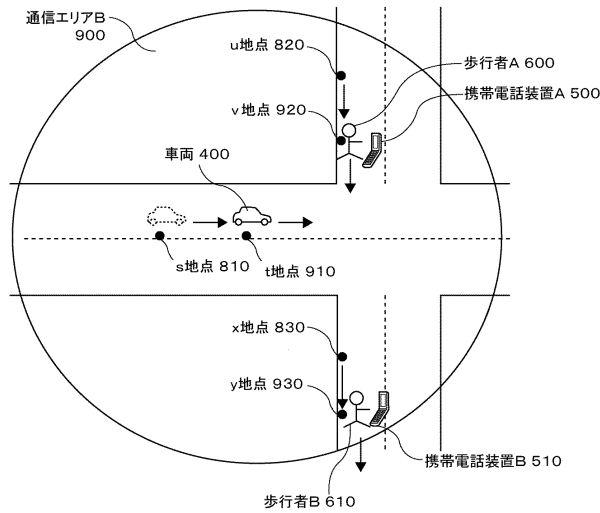 通信エリアB
900
u地点 820
歩行者A 600
携帯電話装置A 500
v地点 920
車両 400
s地点 810
t地点 910
x地点 830
y地点 930
携帯電話装置B 510
歩行者B 610